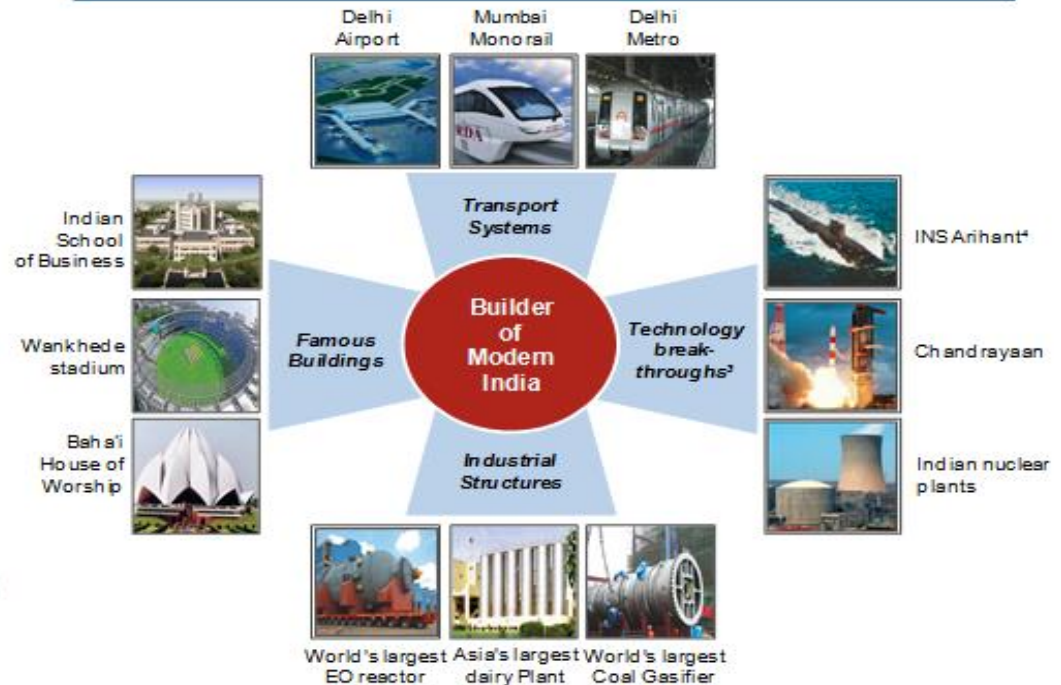 Delhi
Airport
Mumbai
Monorail
Delhi
Metro
Transport
Systems
Indian
School
of Business
Wankhede
stadium
Baha'i
House of
Worship
Famous
Buildings
Builder
of
Modern
India
Technology
break-
throughs³
INS Arihant⁴
Chandrayaan
Indian nuclear
plants
Industrial
Structures
World's largest
EO reactor
Asia's largest
dairy Plant
World's largest
Coal Gasifier